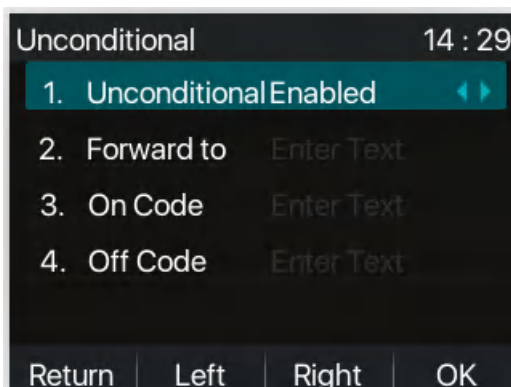 Unconditional 14 : 29
1. Unconditional Enabled
2. Forward to Enter Text
3. On Code Enter Text
4. Off Code Enter Text
Return Left Right OK